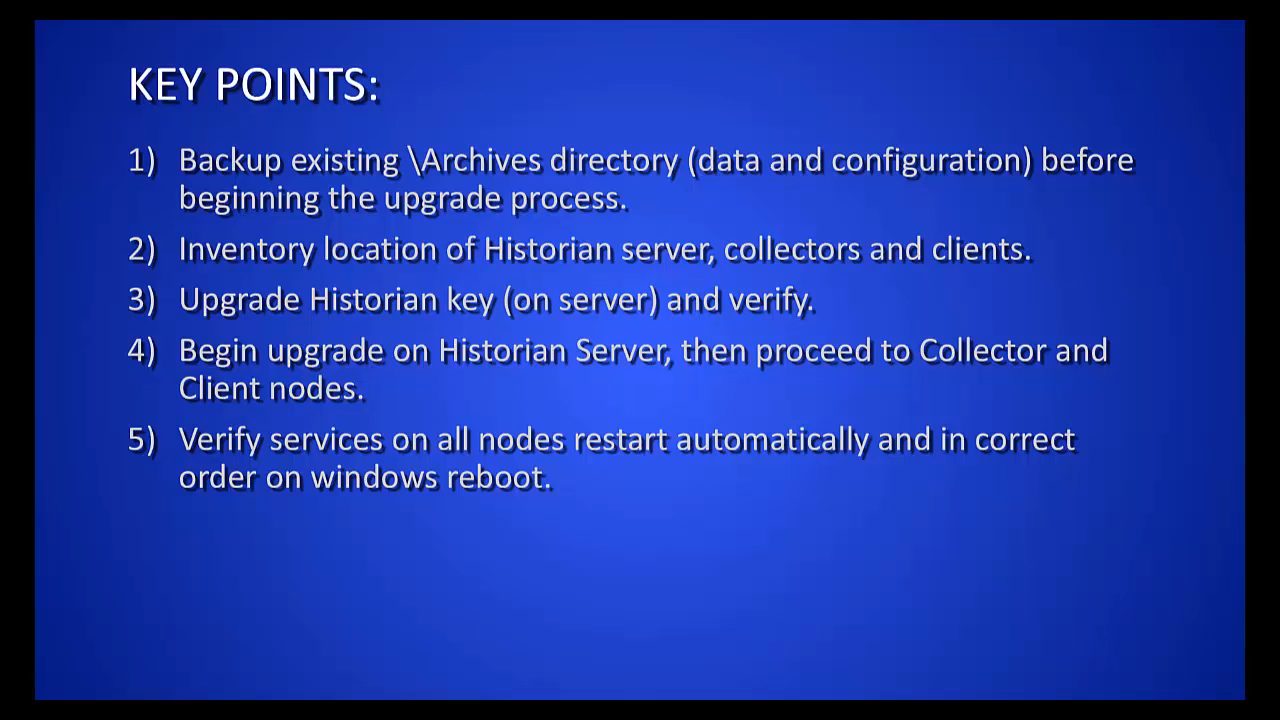 KEY POINTS:
1) Backup existing \Archives directory (data and configuration) before
beginning the upgrade process.
2) Inventory location of Historian server, collectors and clients.
3) Upgrade Historian key (on server) and verify.
4) Begin upgrade on Historian Server, then proceed to Collector and
Client nodes.
5) Verify services on all nodes restart automatically and in correct
order on windows reboot.